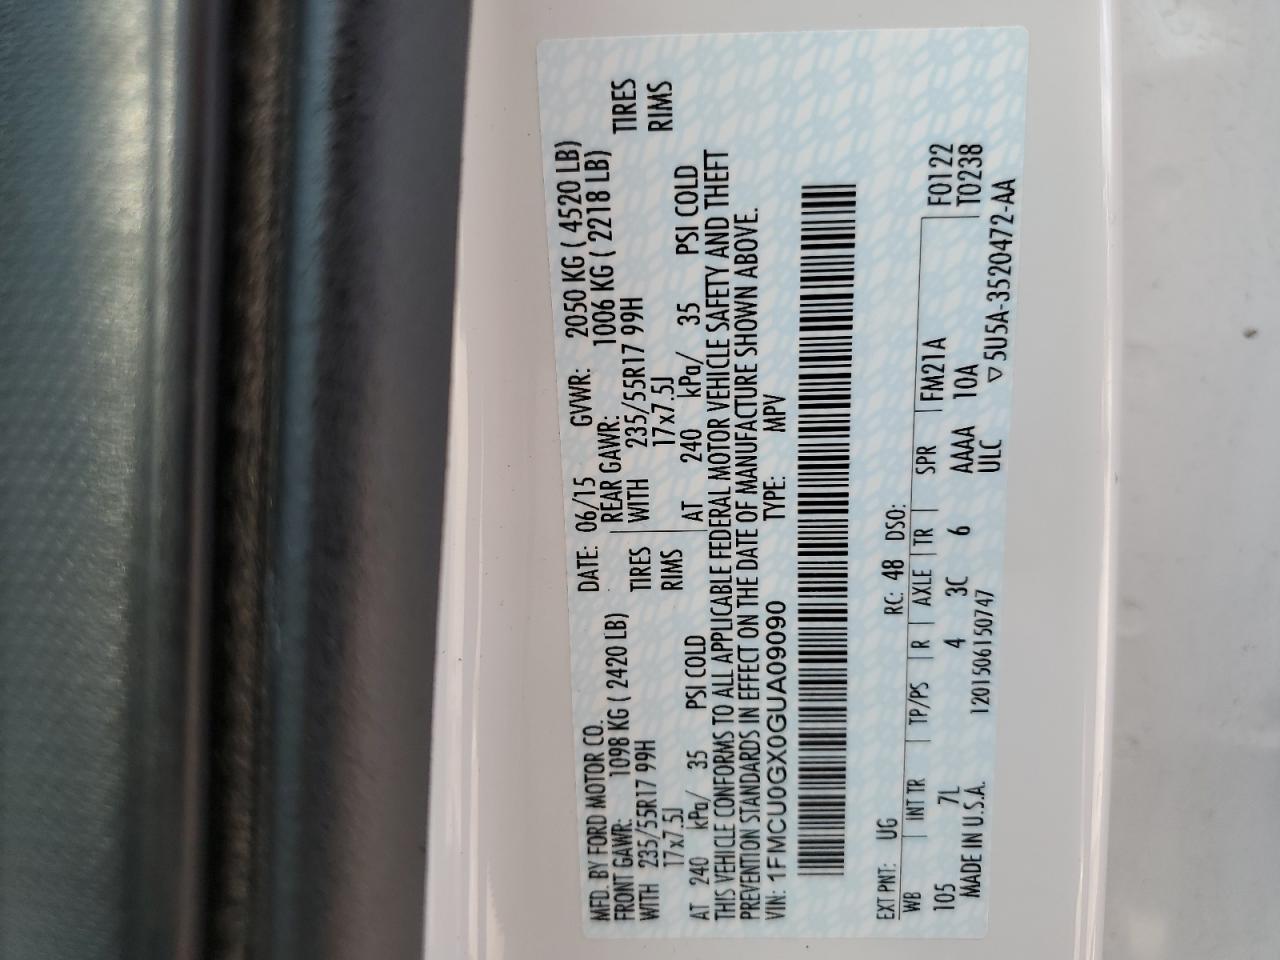 MFD. BY FORD MOTOR CO. DATE: 06/15 GVWR: 2050 KG ( 4520 LB)
FRONT GAWR: 1098 KG ( 2420 LB) REAR GAWR: 1006 KG ( 2218 LB)
WITH 235/55R17 99H TIRES WITH 235/55R17 99H TIRES
17x7.5J RIMS 17x7.5J RIMS
AT 240 kPa/ 35 PSI COLD AT 240 kPa/ 35 PSI COLD
THIS VEHICLE CONFORMS TO ALL APPLICABLE FEDERAL MOTOR VEHICLE SAFETY AND THEFT
PREVENTION STANDARDS IN EFFECT ON THE DATE OF MANUFACTURE SHOWN ABOVE.
VIN: 1FMCU0GX0GUA09090 TYPE: MPV
EXT PNT: UG RC: 48 DSO:
WB INT TR TP/PS R AXLE TR SPR FM21A F0122
105 7L 4 3C 6 AAAA 10A T0238
MADE IN U.S.A. 1201506150747 ULC ▽5U5A-3520472-AA